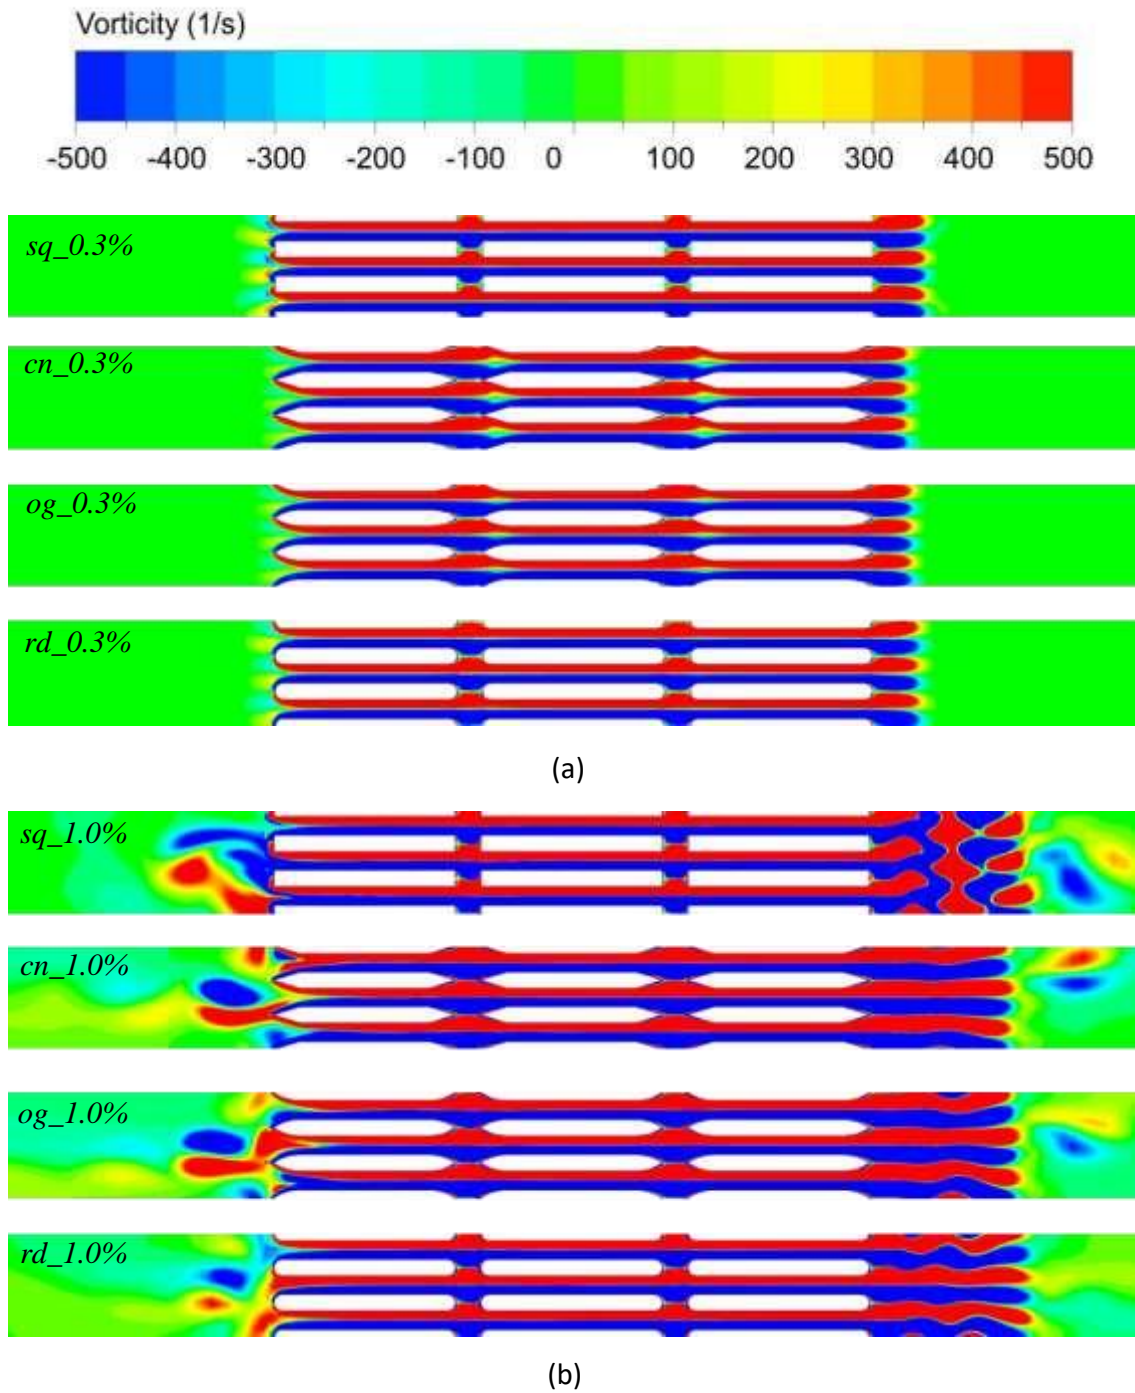 Vorticity (1/s)
-500 -400 -300 -200 -100 0 100 200 300 400 500
sq_0.3%
cn_0.3%
og_0.3%
rd_0.3%
(a)
sq_1.0%
cn_1.0%
og_1.0%
rd_1.0%
(b)